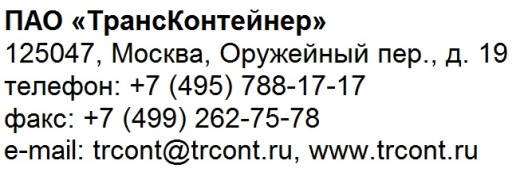 ПАО «ТрансКонтейнер»
125047, Москва, Оружейный пер., д. 19
телефон: +7 (495) 788-17-17
факс: +7 (499) 262-75-78
e-mail: trcont@trcont.ru, www.trcont.ru